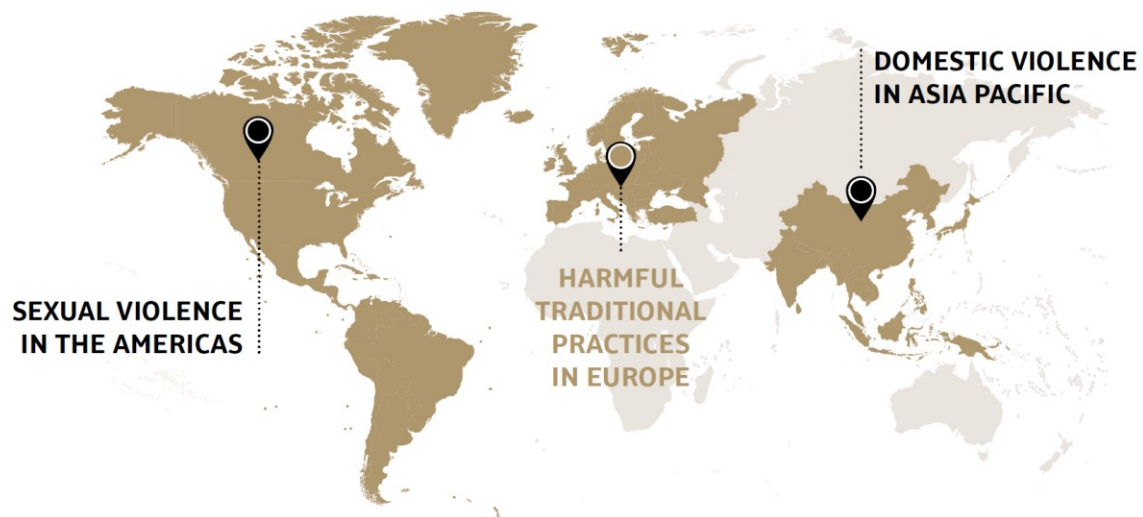 DOMESTIC VIOLENCE
IN ASIA PACIFIC
HARMFUL
TRADITIONAL
PRACTICES
IN EUROPE
SEXUAL VIOLENCE
IN THE AMERICAS